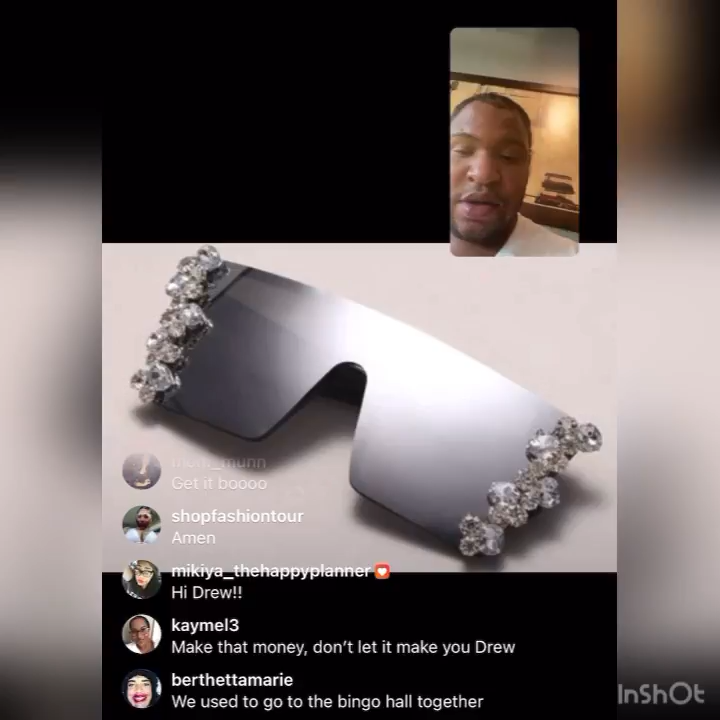 Get it boooo
shopfashiontour
Amen
mikiya_thehappyplanner
Hi Drew!!
kaymel3
Make that money, don't let it make you Drew
berthettamarie
We used to go to the bingo hall together
InShOt